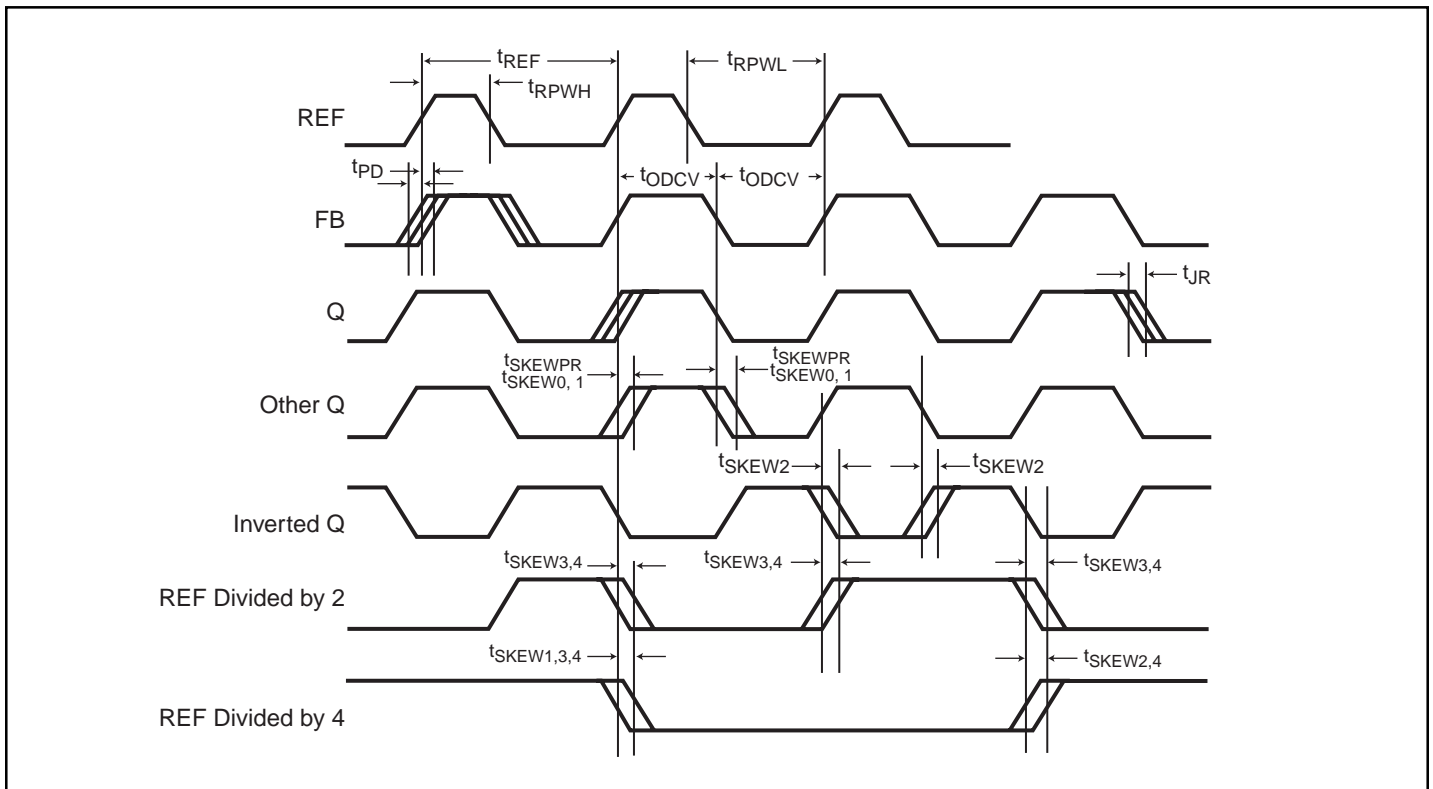 tREF
tRPWL
tRPWH
REF
tPD
tODCV
tODCV
FB
tJR
Q
tSKEWPR
tSKEW0, 1
tSKEWPR
tSKEW0, 1
Other Q
tSKEW2
tSKEW2
Inverted Q
tSKEW3,4
tSKEW3,4
tSKEW3,4
REF Divided by 2
tSKEW1,3,4
tSKEW2,4
REF Divided by 4